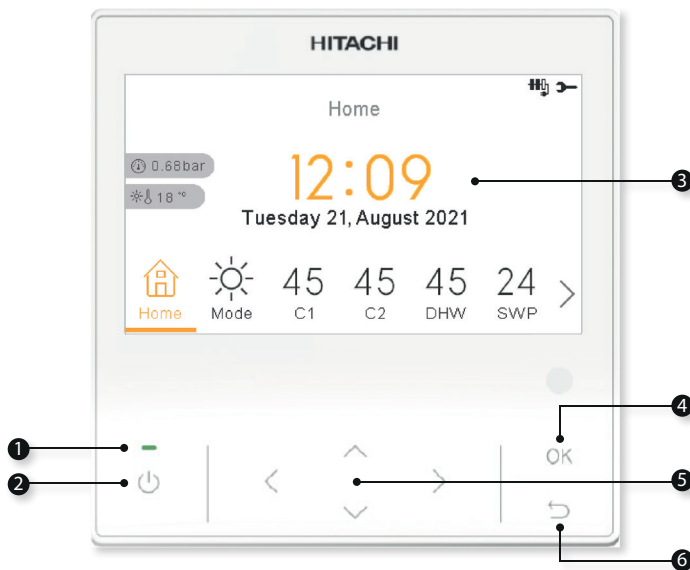 HITACHI
Home
0.68bar
18 °C
12:09
Tuesday 21, August 2021
45 45 45 24
Home Mode C1 C2 DHW SWP
OK
1
2
3
4
5
6